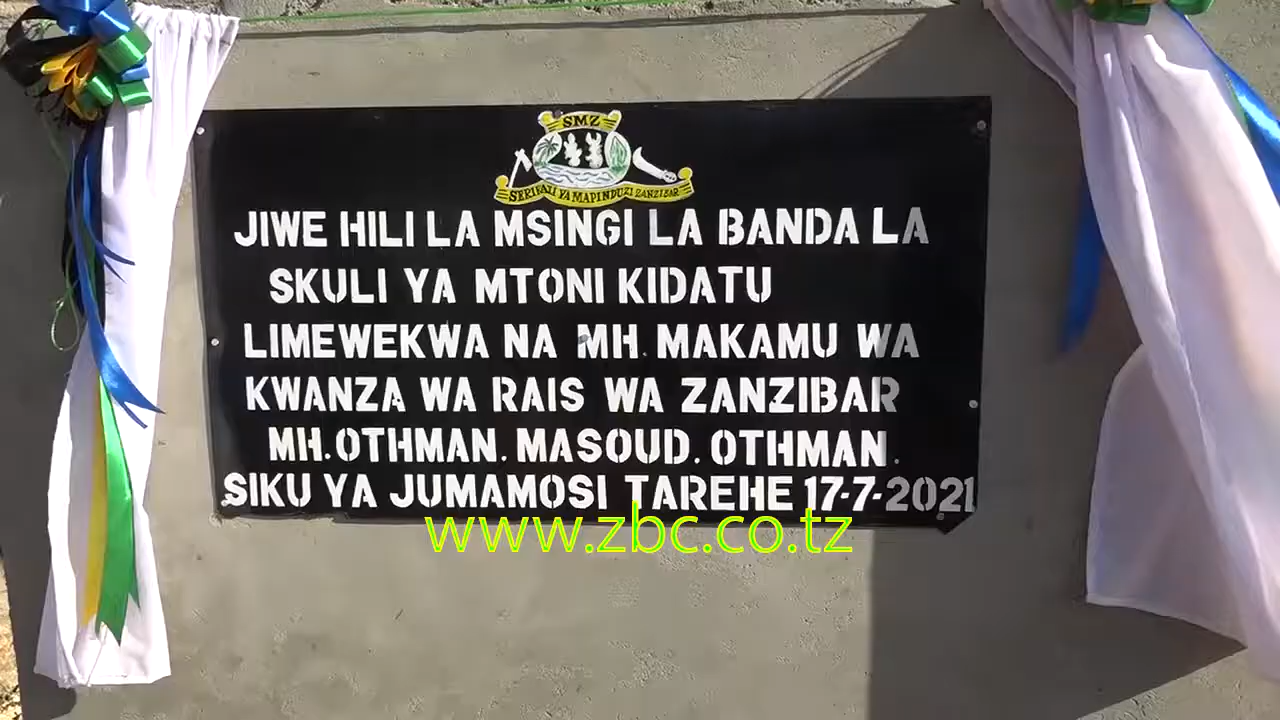 SMZ
SERIKALI YA MAPINDUZI ZANZIBAR
JIWE HILI LA MSINGI LA BANDA LA
SKULI YA MTONI KIDATU
LIMEWEKWA NA MH. MAKAMU WA
KWANZA WA RAIS WA ZANZIBAR
MH.OTHMAN. MASOUD. OTHMAN.
SIKU YA JUMAMOSI TAREHE 17-7-2021
www.zbc.co.tz